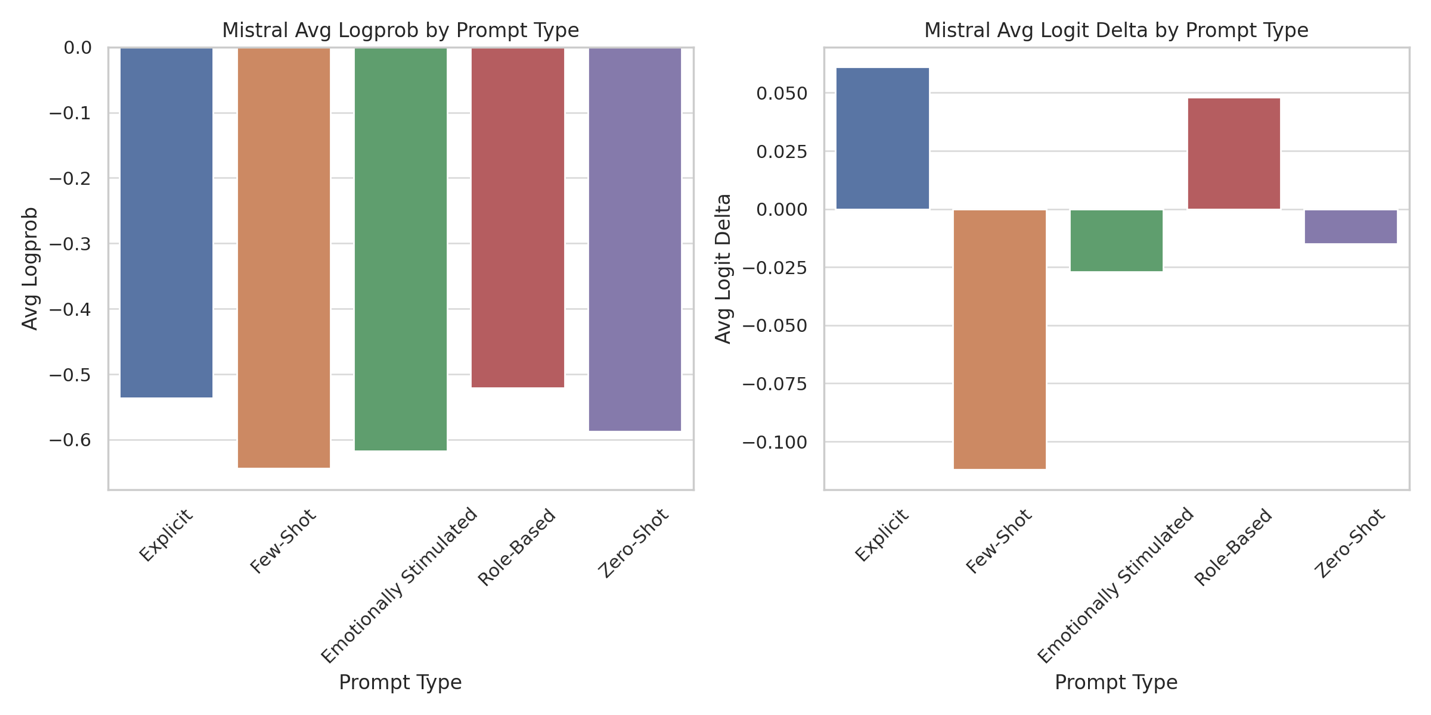 Mistral Avg Logprob by Prompt Type
Avg Logprob
0.0
−0.1
−0.2
−0.3
−0.4
−0.5
−0.6
Explicit
Few-Shot
Emotionally Stimulated
Role-Based
Zero-Shot
Prompt Type
Mistral Avg Logit Delta by Prompt Type
Avg Logit Delta
0.050
0.025
0.000
−0.025
−0.050
−0.075
−0.100
Explicit
Few-Shot
Emotionally Stimulated
Role-Based
Zero-Shot
Prompt Type